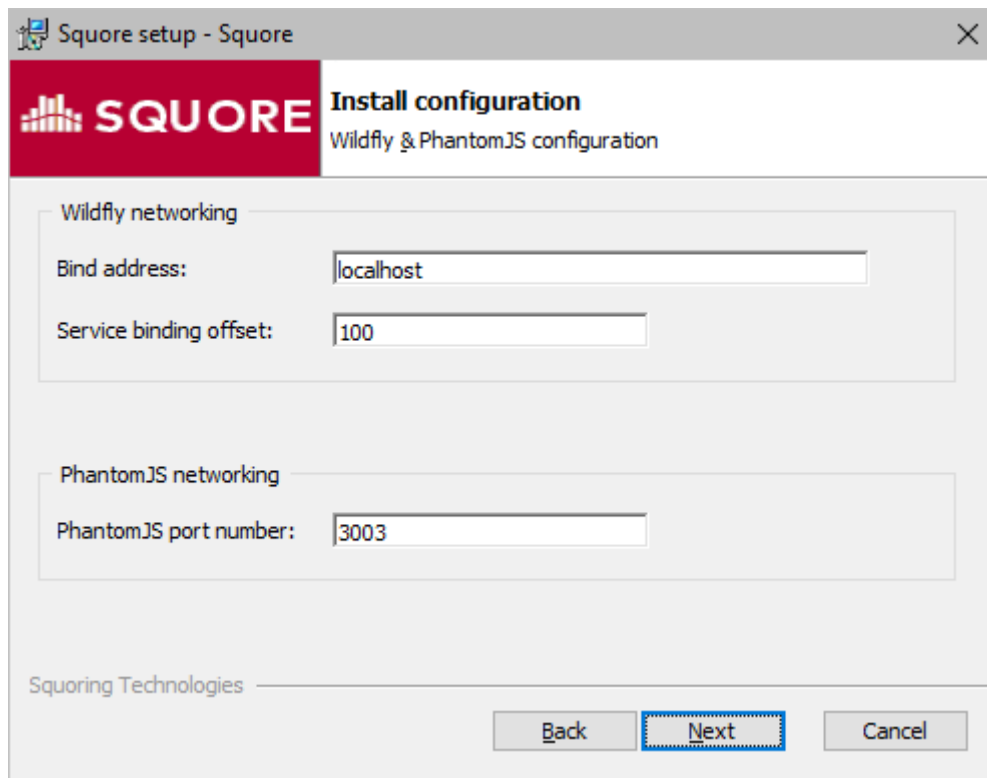 Squore setup - Squore
SQUORE
Install configuration
Wildfly & PhantomJS configuration
Wildfly networking
Bind address: localhost
Service binding offset: 100
PhantomJS networking
PhantomJS port number: 3003
Squoring Technologies
Back Next Cancel